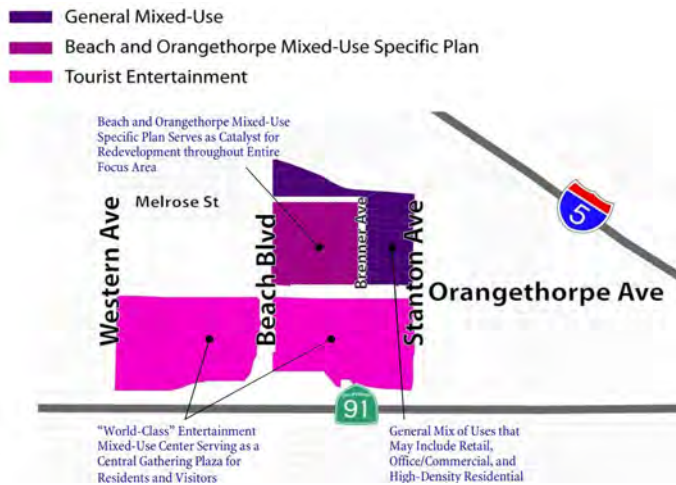 General Mixed-Use
Beach and Orangethorpe Mixed-Use Specific Plan
Tourist Entertainment
Beach and Orangethorpe Mixed-Use
Specific Plan Serves as Catalyst for
Redevelopment throughout Entire
Focus Area
Melrose St
Western Ave
Beach Blvd
Brenner Ave
Stanton Ave
5
Orangethorpe Ave
91
"World-Class" Entertainment
Mixed-Use Center Serving as a
Central Gathering Plaza for
Residents and Visitors
General Mix of Uses that
May Include Retail,
Office/Commercial, and
High-Density Residential